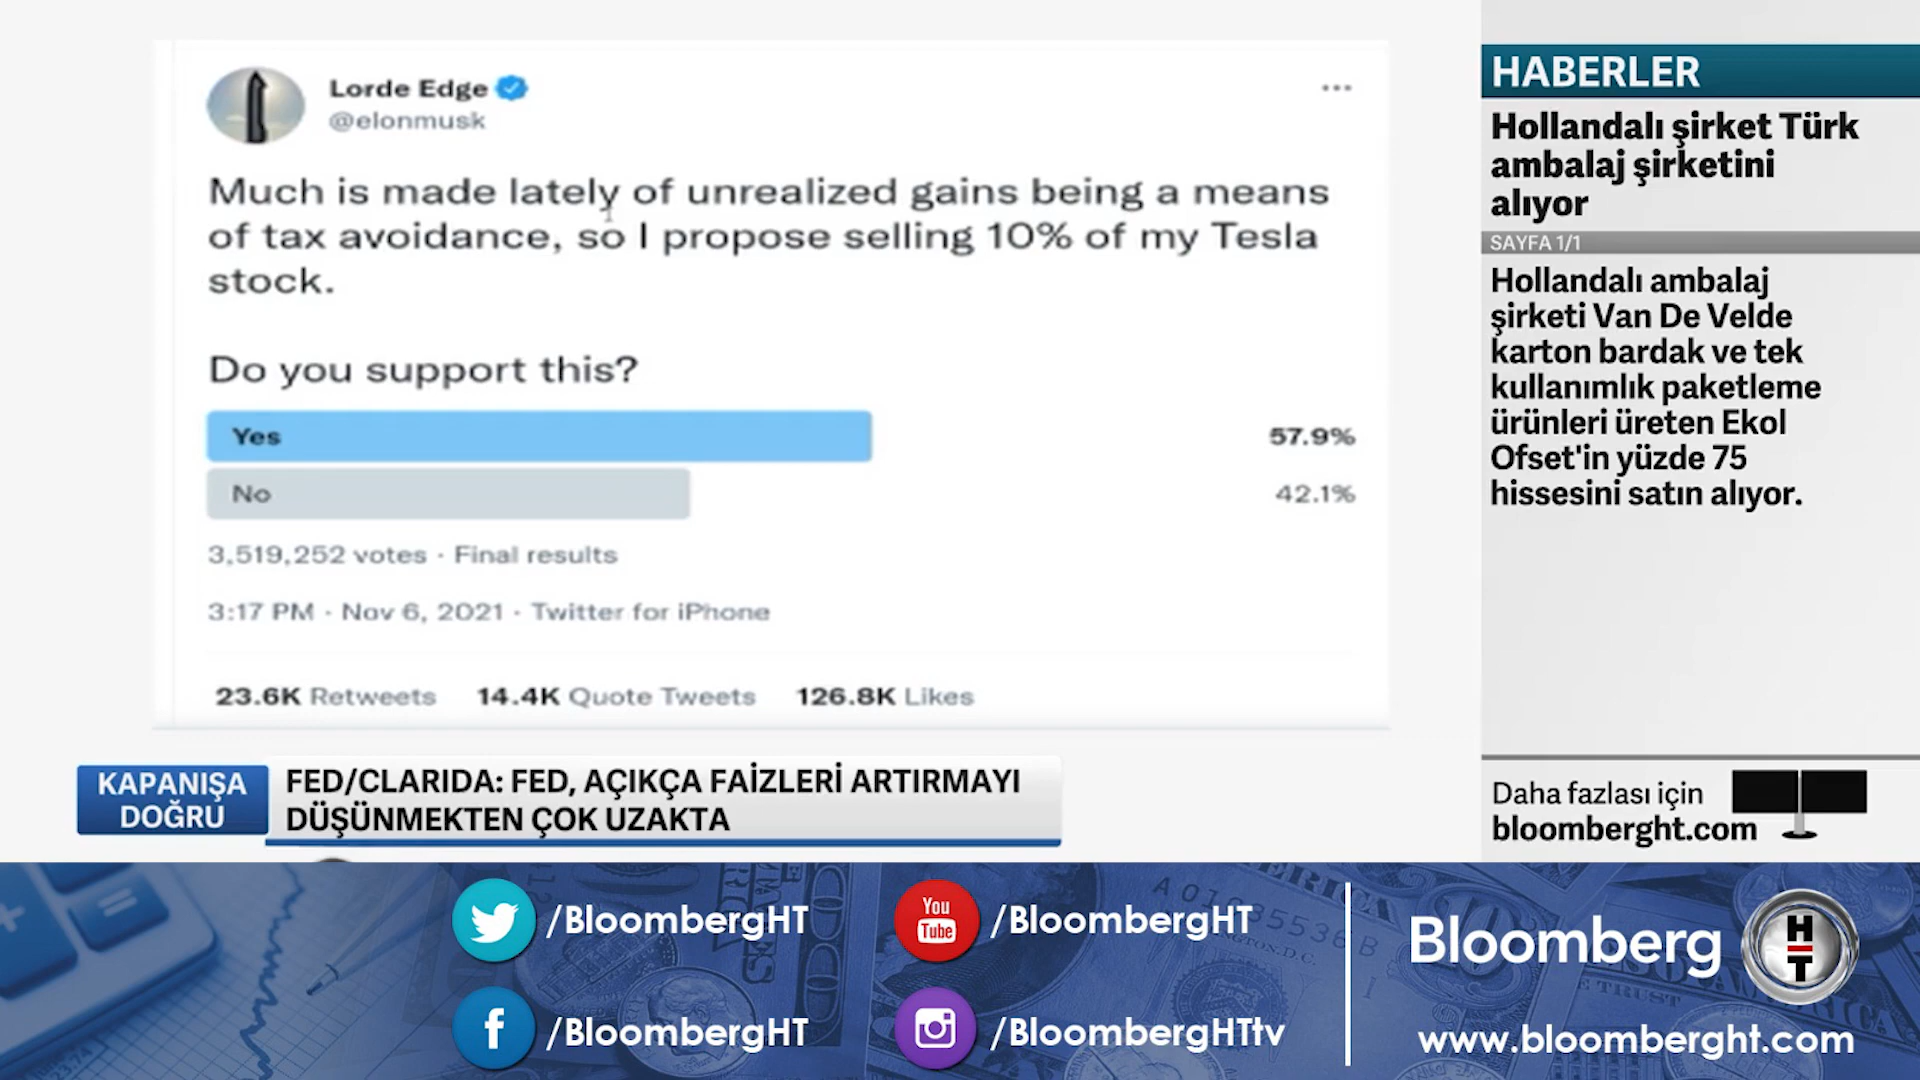 Lorde Edge
@elonmusk
Much is made lately of unrealized gains being a means
of tax avoidance, so I propose selling 10% of my Tesla
stock.
Do you support this?
Yes 57.9%
No 42.1%
3,519,252 votes · Final results
3:17 PM · Nov 6, 2021 · Twitter for iPhone
23.6K Retweets 14.4K Quote Tweets 126.8K Likes
HABERLER
Hollandalı şirket Türk
ambalaj şirketini
alıyor
SAYFA 1/1
Hollandalı ambalaj
şirketi Van De Velde
karton bardak ve tek
kullanımlık paketleme
ürünleri üreten Ekol
Ofset'in yüzde 75
hissesini satın alıyor.
Daha fazlası için
bloomberght.com
KAPANIŞA
DOĞRU
FED/CLARIDA: FED, AÇIKÇA FAİZLERİ ARTIRMAYI
DÜŞÜNMEKTEN ÇOK UZAKTA
/BloombergHT
You
Tube
/BloombergHT
f /BloombergHT
/BloombergHTtv
Bloomberg
HT
www.bloomberght.com